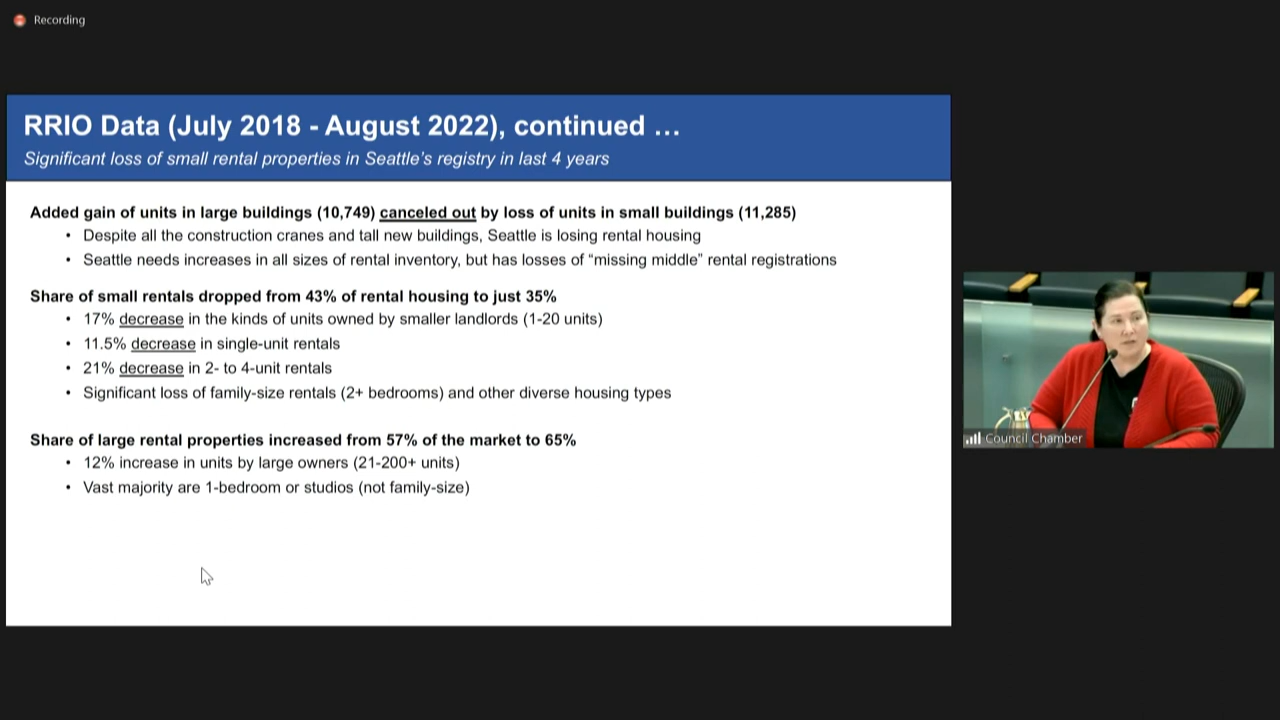 Recording
RRIO Data (July 2018 - August 2022), continued …
Significant loss of small rental properties in Seattle’s registry in last 4 years
Added gain of units in large buildings (10,749) canceled out by loss of units in small buildings (11,285)
• Despite all the construction cranes and tall new buildings, Seattle is losing rental housing
• Seattle needs increases in all sizes of rental inventory, but has losses of “missing middle” rental registrations
Share of small rentals dropped from 43% of rental housing to just 35%
• 17% decrease in the kinds of units owned by smaller landlords (1-20 units)
• 11.5% decrease in single-unit rentals
• 21% decrease in 2- to 4-unit rentals
• Significant loss of family-size rentals (2+ bedrooms) and other diverse housing types
Share of large rental properties increased from 57% of the market to 65%
• 12% increase in units by large owners (21-200+ units)
• Vast majority are 1-bedroom or studios (not family-size)
Council Chamber